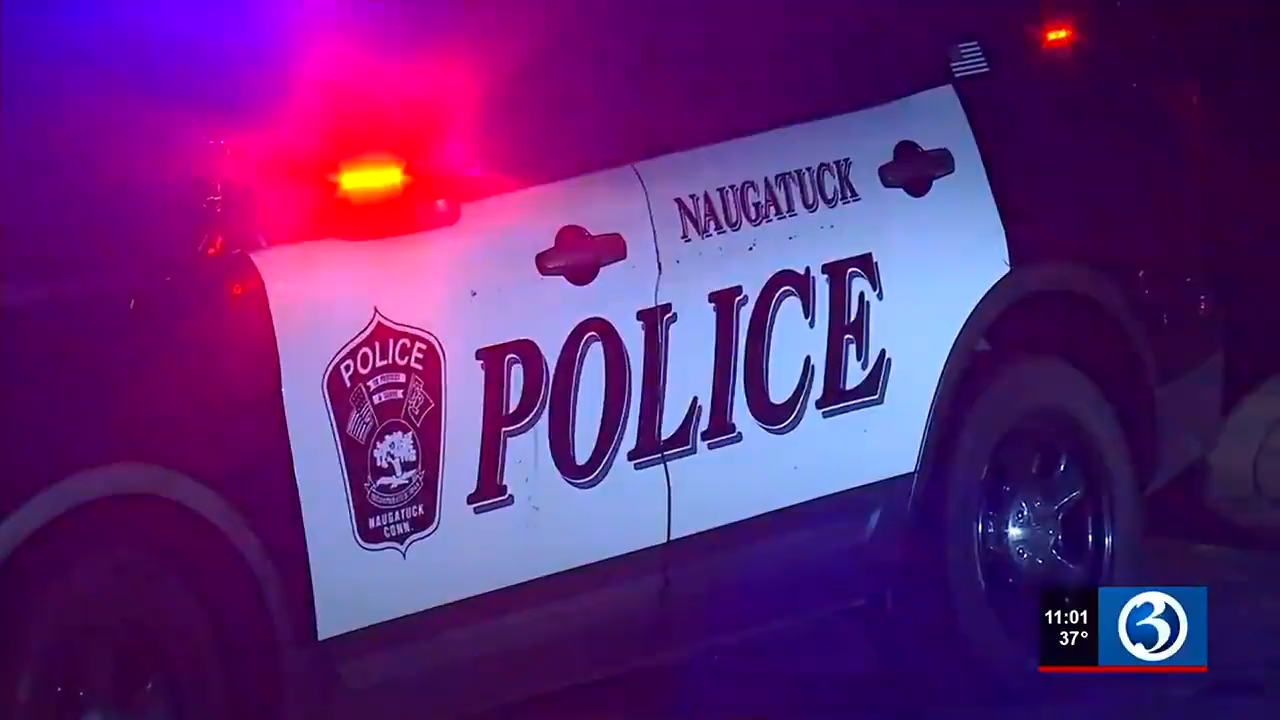 NAUGATUCK
POLICE
POLICE
NAUGATUCK
CONN.
11:01
37°
3